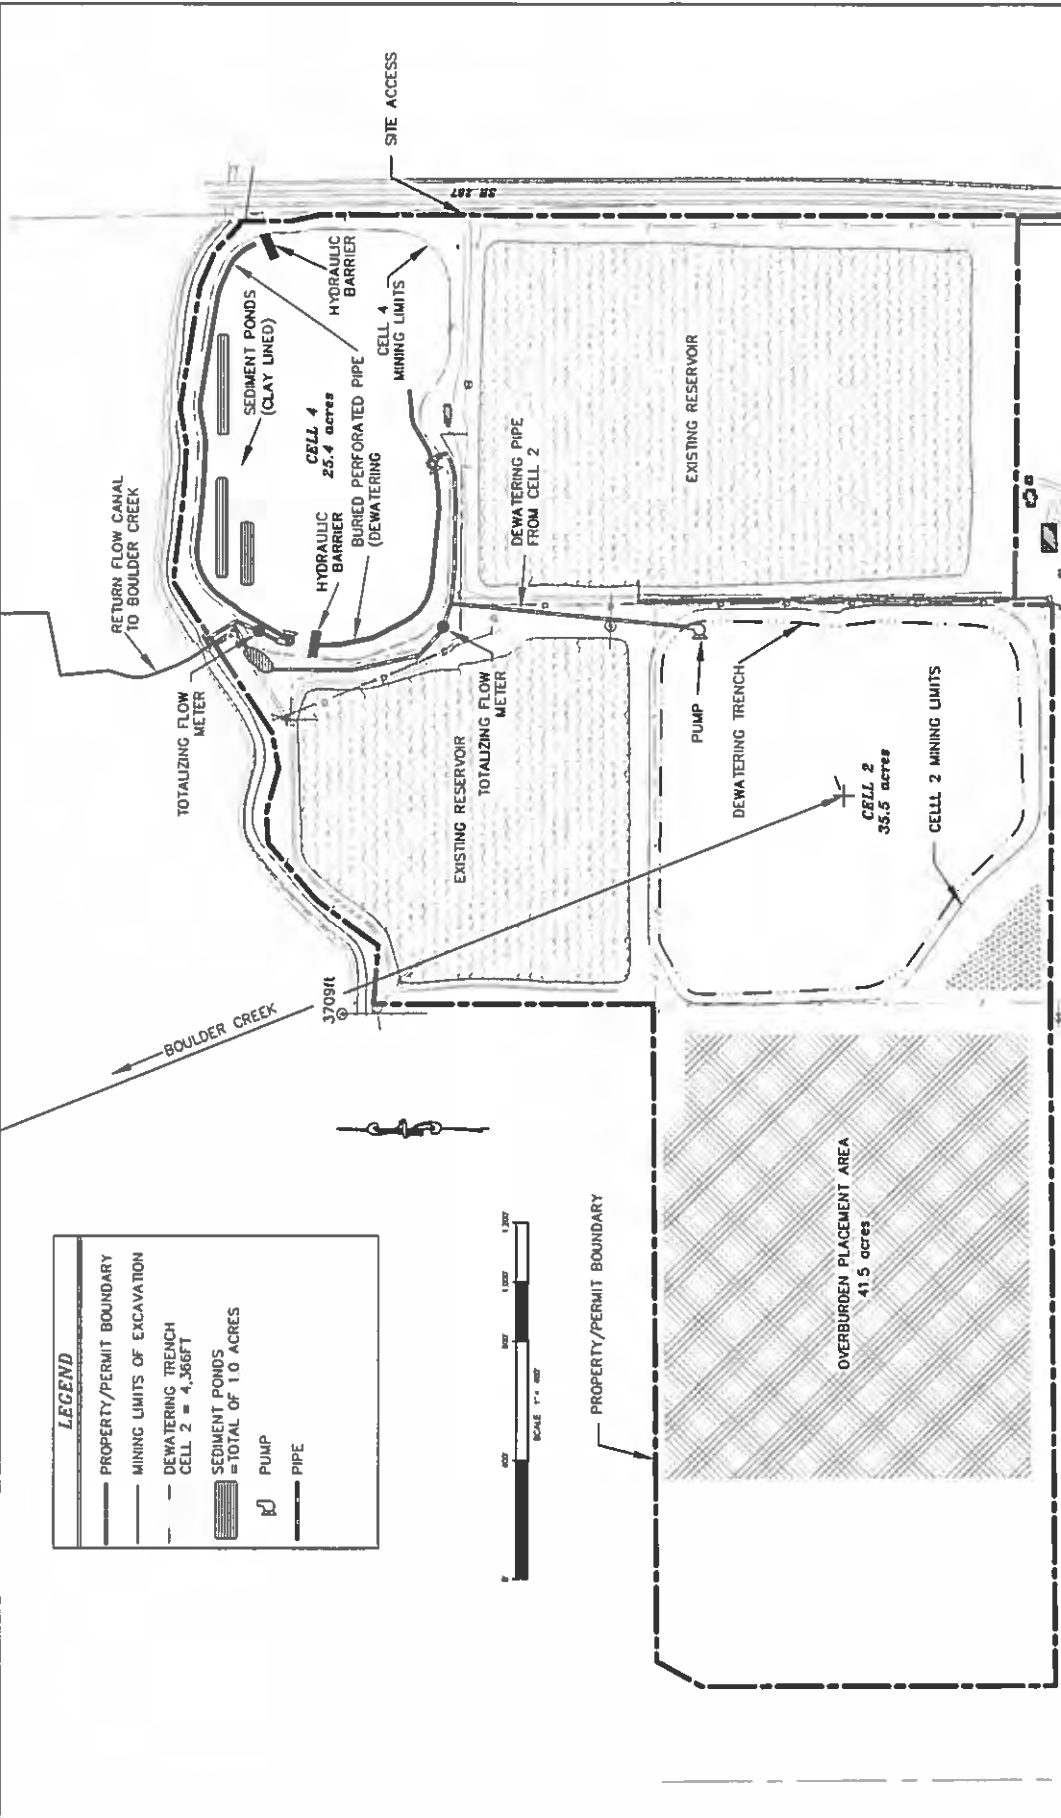 LEGEND
PROPERTY/PERMIT BOUNDARY
MINING LIMITS OF EXCAVATION
DEWATERING TRENCH
CELL 2 = 4,366FT
SEDIMENT PONDS
=TOTAL OF 1.0 ACRES
PUMP
PIPE
BOULDER CREEK
3709ft
RETURN FLOW CANAL
TO BOULDER CREEK
TOTALIZING FLOW
METER
SEDIMENT PONDS
(CLAY LINED)
HYDRAULIC
BARRIER
CELL 4
25.4 acres
HYDRAULIC
BARRIER
BURIED PERFORATED PIPE
(DEWATERING)
CELL 4
MINING LIMITS
SITE ACCESS
EXISTING RESERVOIR
TOTALIZING FLOW
METER
DEWATERING PIPE
FROM CELL 2
EXISTING RESERVOIR
PUMP
DEWATERING TRENCH
CELL 2
35.5 acres
CELLL 2 MINING LIMITS
PROPERTY/PERMIT BOUNDARY
OVERBURDEN PLACEMENT AREA
41.5 acres